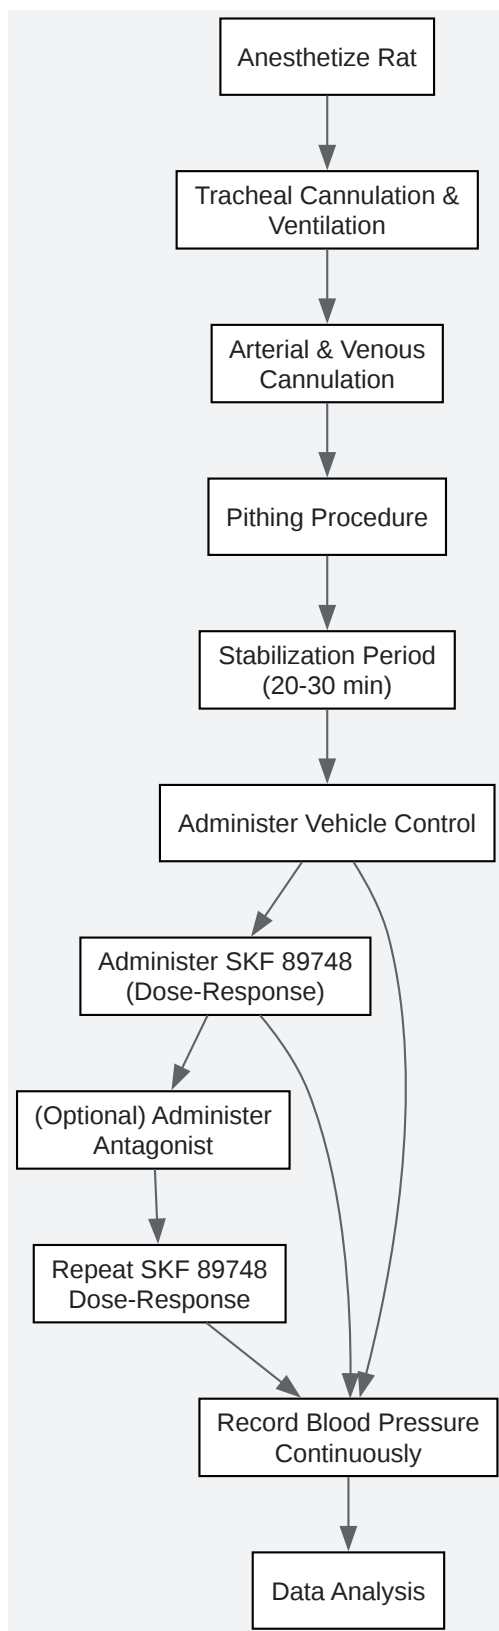 Anesthetize Rat
Tracheal Cannulation &
Ventilation
Arterial & Venous
Cannulation
Pithing Procedure
Stabilization Period
(20-30 min)
Administer Vehicle Control
Administer SKF 89748
(Dose-Response)
(Optional) Administer
Antagonist
Repeat SKF 89748
Dose-Response
Record Blood Pressure
Continuously
Data Analysis